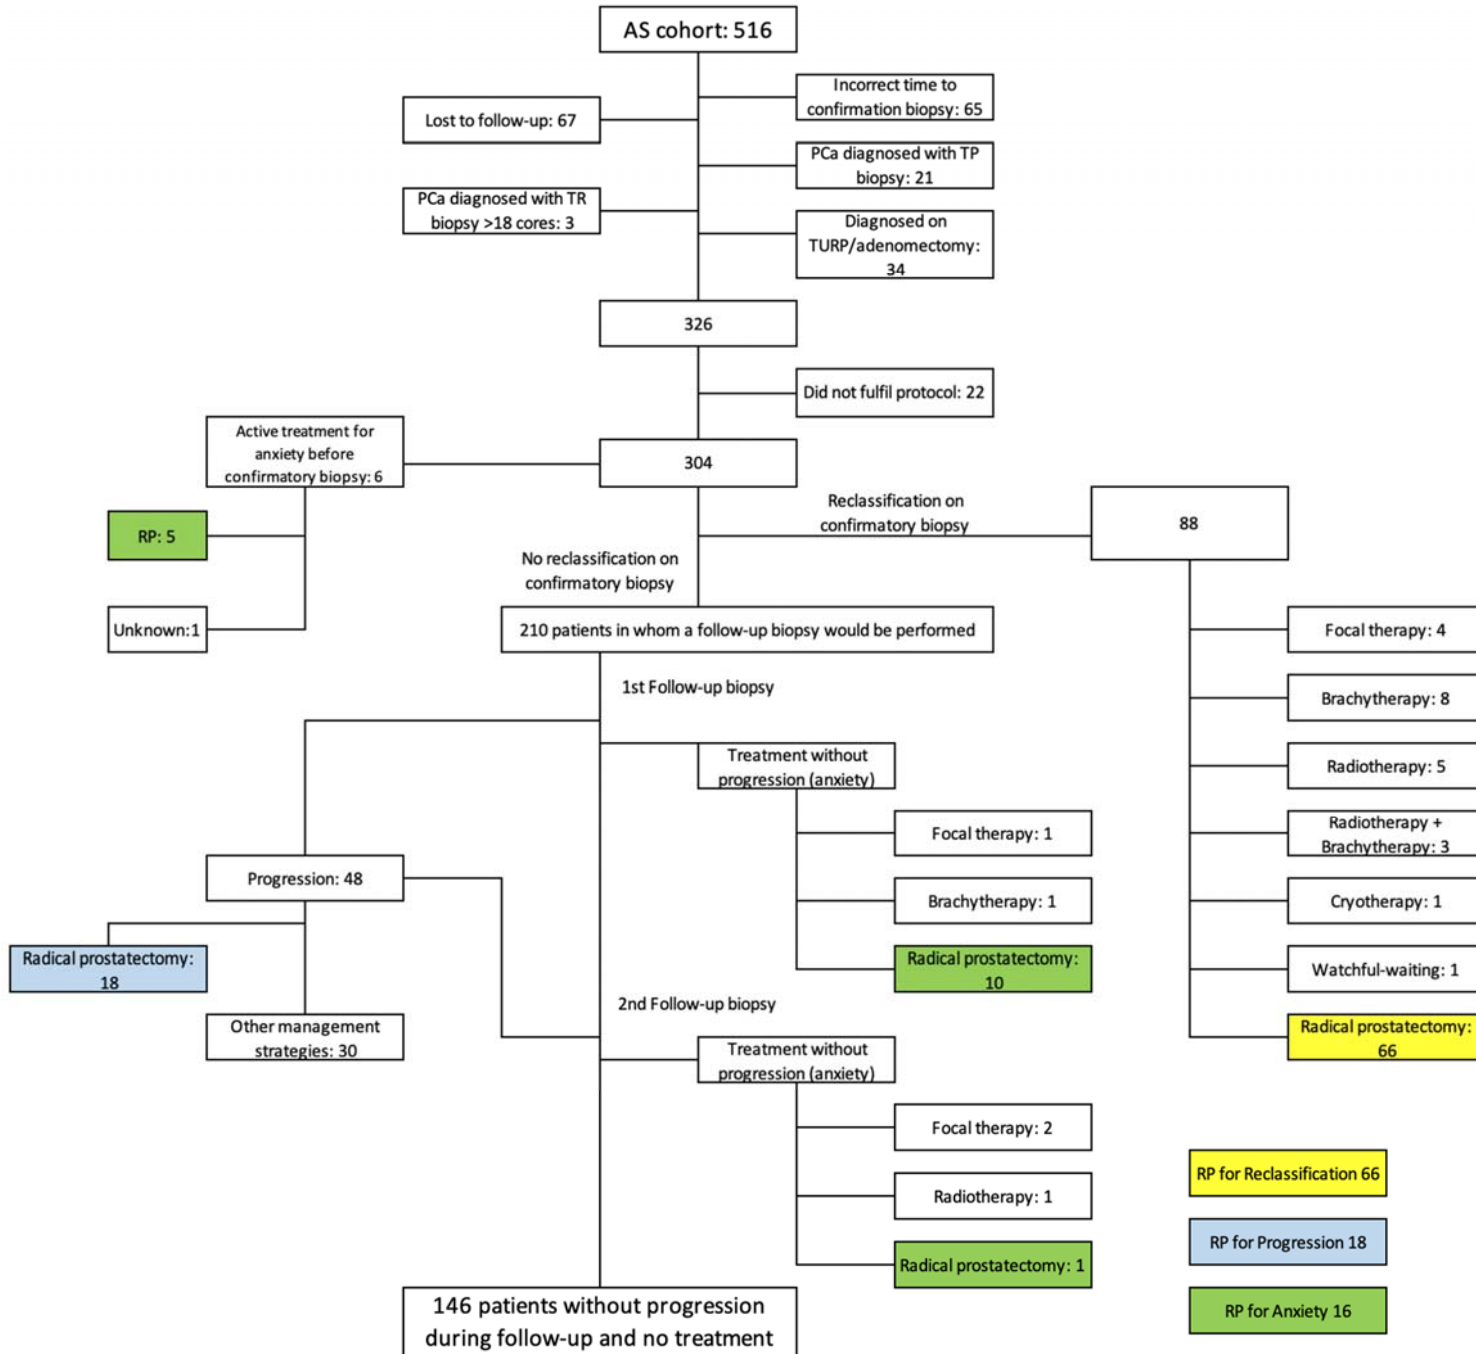 AS cohort: 516
Incorrect time to
confirmation biopsy: 65
Lost to follow-up: 67
PCa diagnosed with TP
biopsy: 21
PCa diagnosed with TR
biopsy >18 cores: 3
Diagnosed on
TURP/adenomectomy:
34
326
Did not fulfil protocol: 22
Active treatment for
anxiety before
confirmatory biopsy: 6
304
Reclassification on
confirmatory biopsy
88
RP: 5
No reclassification on
confirmatory biopsy
Unknown:1
210 patients in whom a follow-up biopsy would be performed
Focal therapy: 4
1st Follow-up biopsy
Brachytherapy: 8
Treatment without
progression (anxiety)
Radiotherapy: 5
Focal therapy: 1
Radiotherapy +
Brachytherapy: 3
Progression: 48
Brachytherapy: 1
Cryotherapy: 1
Radical prostatectomy:
18
Radical prostatectomy:
10
Watchful-waiting: 1
2nd Follow-up biopsy
Other management
strategies: 30
Treatment without
progression (anxiety)
Radical prostatectomy:
66
Focal therapy: 2
RP for Reclassification 66
Radiotherapy: 1
RP for Progression 18
Radical prostatectomy: 1
146 patients without progression
during follow-up and no treatment
RP for Anxiety 16